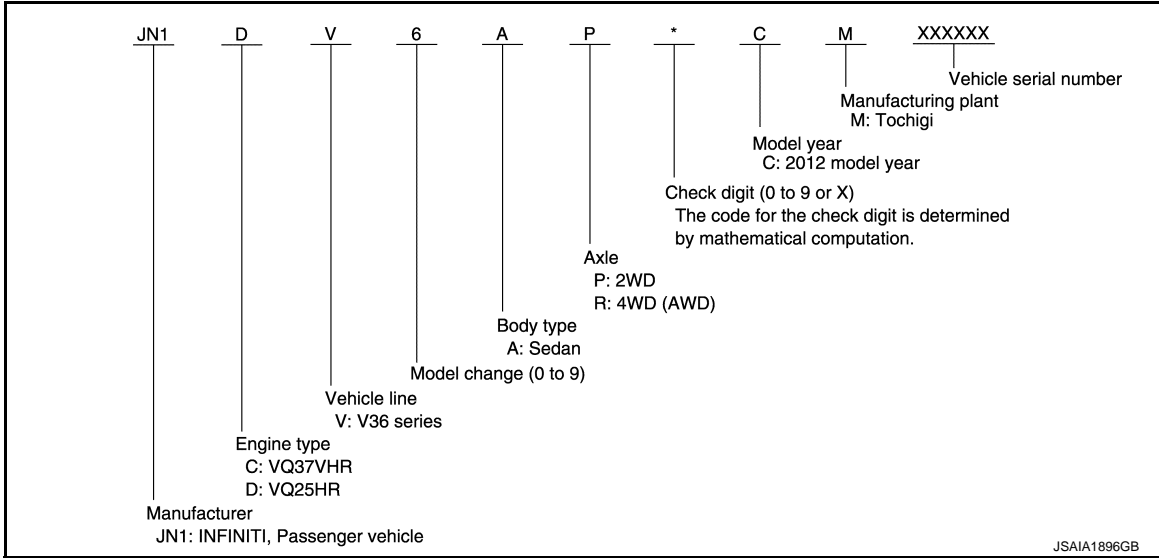 JN1 D V 6 A P * C M XXXXXX
Vehicle serial number
Manufacturing plant
M: Tochigi
Model year
C: 2012 model year
Check digit (0 to 9 or X)
The code for the check digit is determined
by mathematical computation.
Axle
P: 2WD
R: 4WD (AWD)
Body type
A: Sedan
Model change (0 to 9)
Vehicle line
V: V36 series
Engine type
C: VQ37VHR
D: VQ25HR
Manufacturer
JN1: INFINITI, Passenger vehicle
JSAIA1896GB